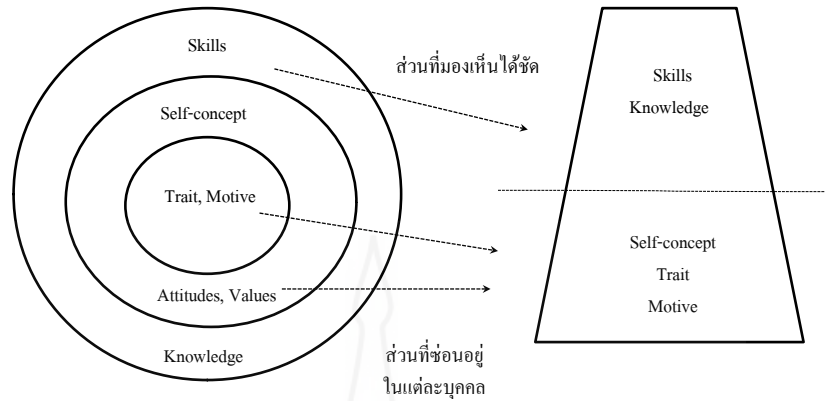 Skills
Self-concept
Trait, Motive
Attitudes, Values
Knowledge
ส่วนที่มองเห็นได้ชัด
ส่วนที่ซ่อนอยู่
ในแต่ละบุคคล
Skills
Knowledge
Self-concept
Trait
Motive